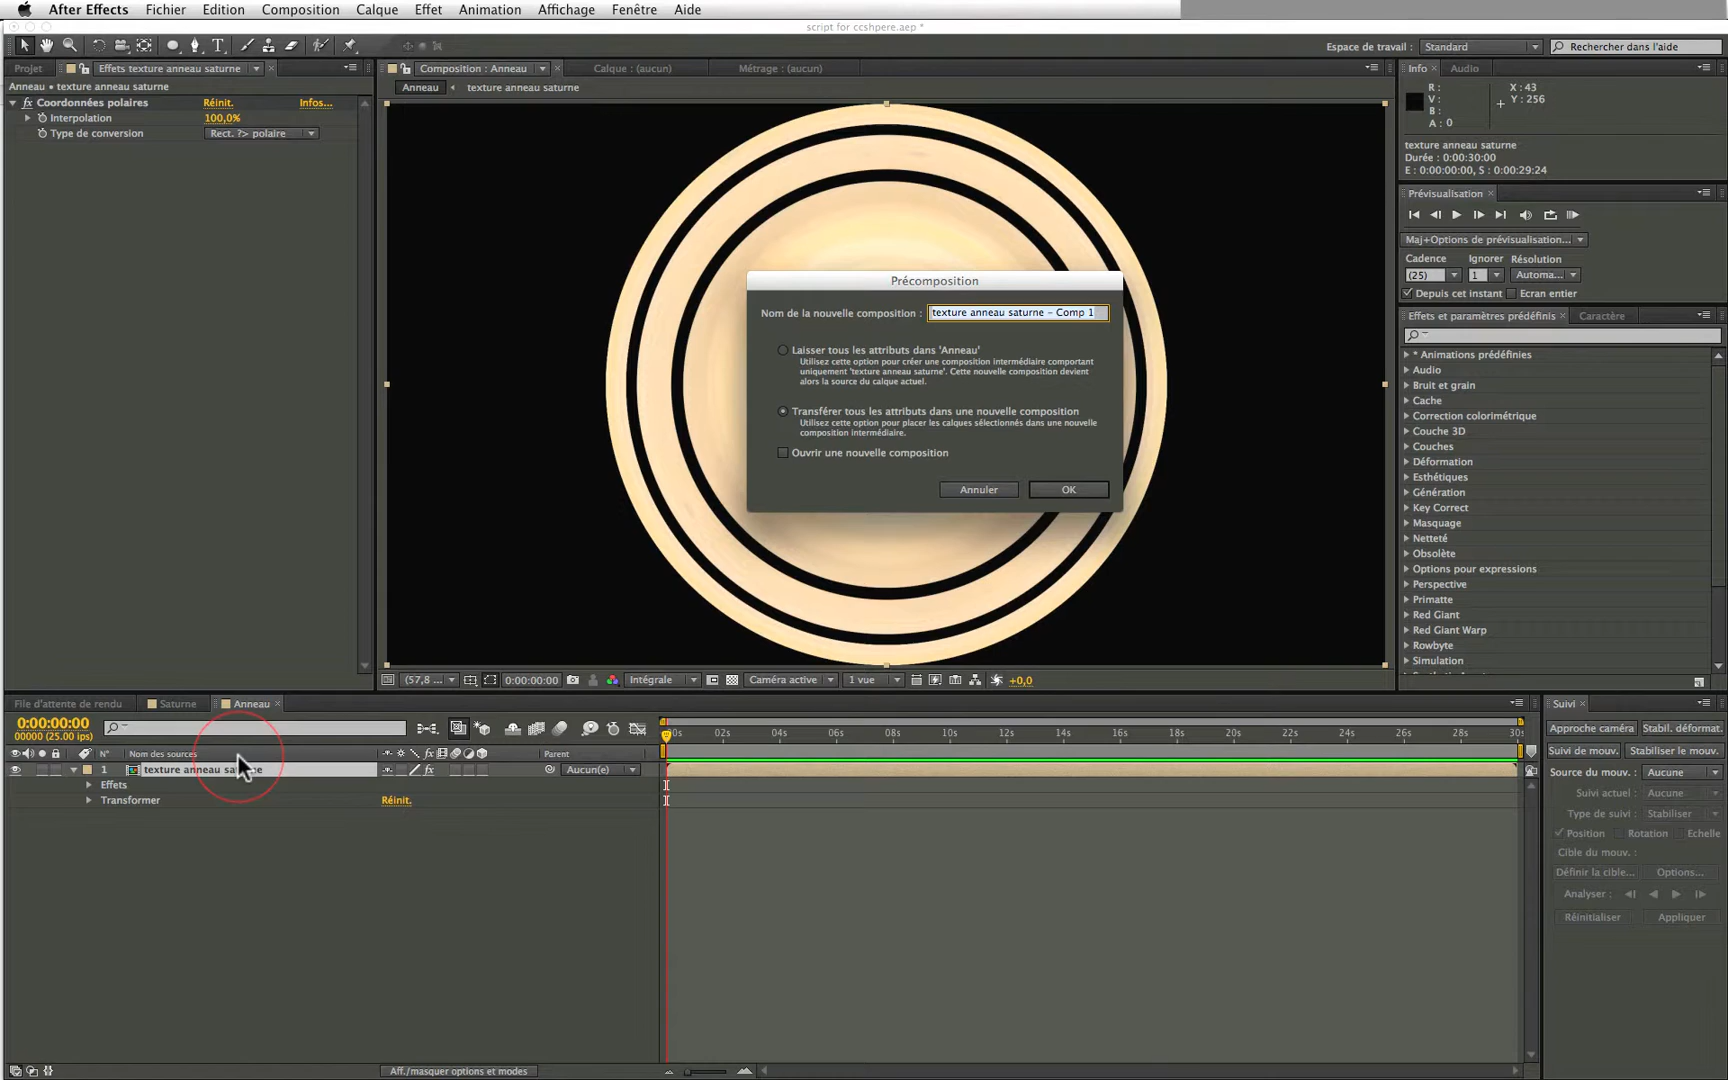 After Effects Fichier Edition Composition Calque Effet Animation Affichage Fenêtre Aide
script for ccshpere.aep *
Espace de travail : Standard Rechercher dans l'aide
Projet Effets texture anneau saturne Composition : Anneau Calque : (aucun) Métrage : (aucun) Info Audio
Anneau • texture anneau saturne
Anneau texture anneau saturne
fx Coordonnées polaires Réinit. Infos...
Interpolation 100,0%
Type de conversion Rect. ?> polaire
R :
V :
B :
A : 0
X : 43
Y : 256
texture anneau saturne
Durée : 0:00:30:00
E : 0:00:00:00, S : 0:00:29:24
Prévisualisation
Maj+Options de prévisualisation...
Cadence Ignorer Résolution
(25) 1 Automa...
Depuis cet instant Ecran entier
Effets et paramètres prédéfinis Caractère
* Animations prédéfinies
Audio
Bruit et grain
Cache
Correction colorimétrique
Couche 3D
Couches
Déformation
Esthétiques
Génération
Key Correct
Masquage
Netteté
Obsolète
Options pour expressions
Perspective
Primatte
Red Giant
Red Giant Warp
Rowbyte
Simulation
Précomposition
Nom de la nouvelle composition : texture anneau saturne - Comp 1
Laisser tous les attributs dans 'Anneau'
Utilisez cette option pour créer une composition intermédiaire comportant
uniquement 'texture anneau saturne'. Cette nouvelle composition devient
alors la source du calque actuel.
Transférer tous les attributs dans une nouvelle composition
Utilisez cette option pour placer les calques sélectionnés dans une nouvelle
composition intermédiaire.
Ouvrir une nouvelle composition
Annuler OK
(57,8 ... 0:00:00:00 Intégrale Caméra active 1 vue +0,0
File d'attente de rendu Saturne Anneau
0:00:00:00
00000 (25.00 ips)
N° Nom des sources fx Parent
1 texture anneau saturne fx Aucun(e)
Effets
Transformer Réinit.
0s 02s 04s 06s 08s 10s 12s 14s 16s 18s 20s 22s 24s 26s 28s 30s
Suivi
Approche caméra Stabil. déformat.
Suivi de mouv. Stabiliser le mouv.
Source du mouv. : Aucune
Suivi actuel : Aucune
Type de suivi : Stabiliser
Position Rotation Echelle
Cible du mouv. :
Définir la cible... Options...
Analyser :
Réinitialiser Appliquer
Aff./masquer options et modes